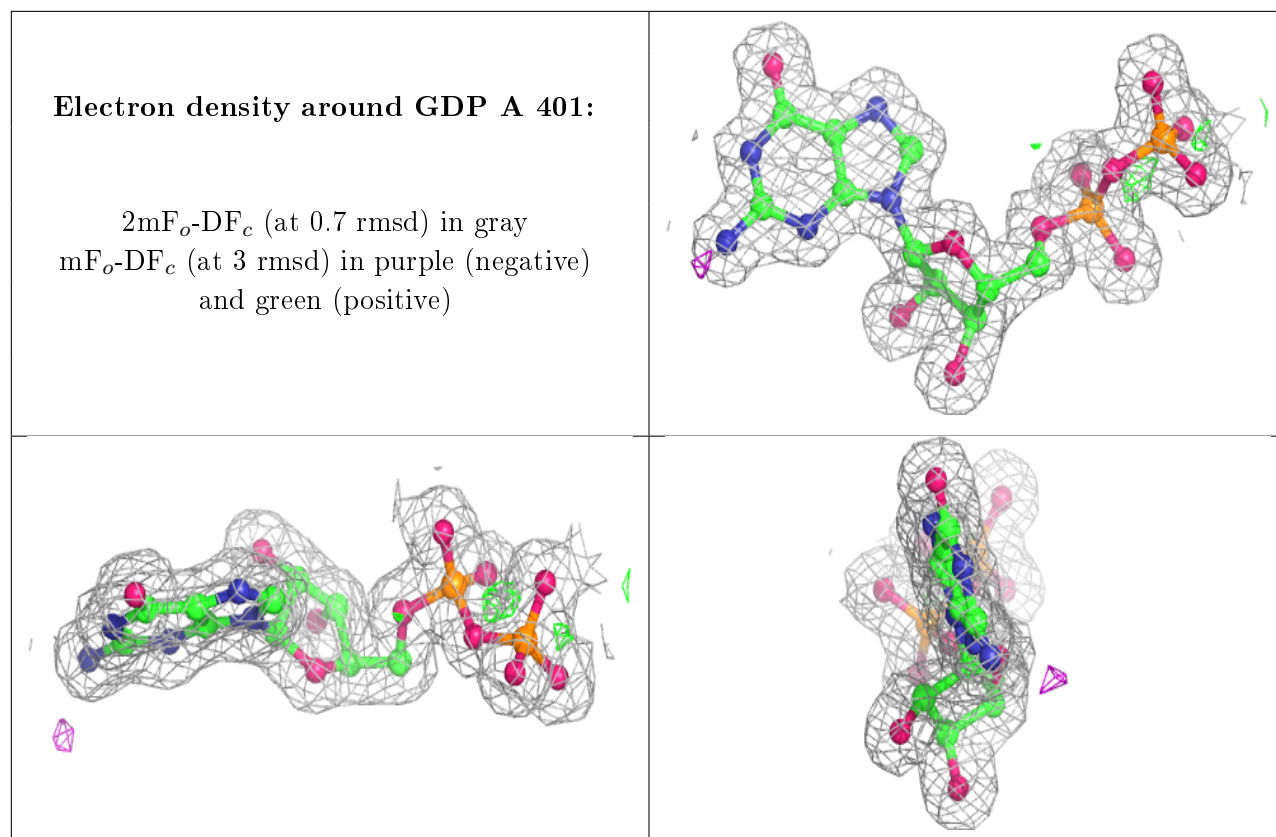 Electron density around GDP A 401:
2mFₒ-DF𝑐 (at 0.7 rmsd) in gray
mFₒ-DF𝑐 (at 3 rmsd) in purple (negative)
and green (positive)